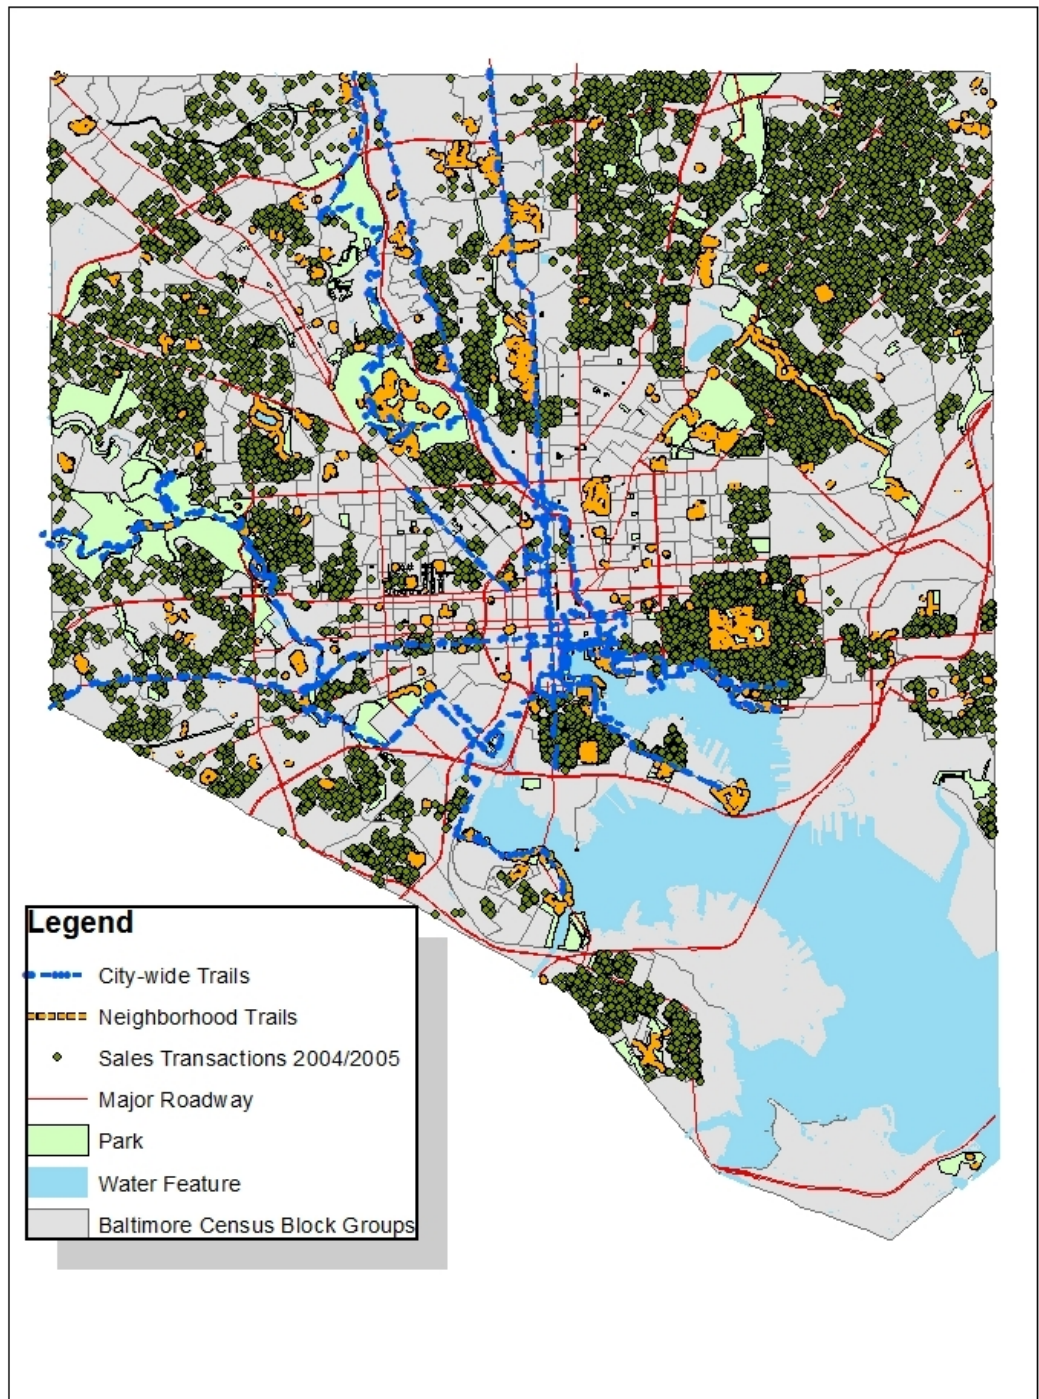 Legend
City-wide Trails
Neighborhood Trails
Sales Transactions 2004/2005
Major Roadway
Park
Water Feature
Baltimore Census Block Groups